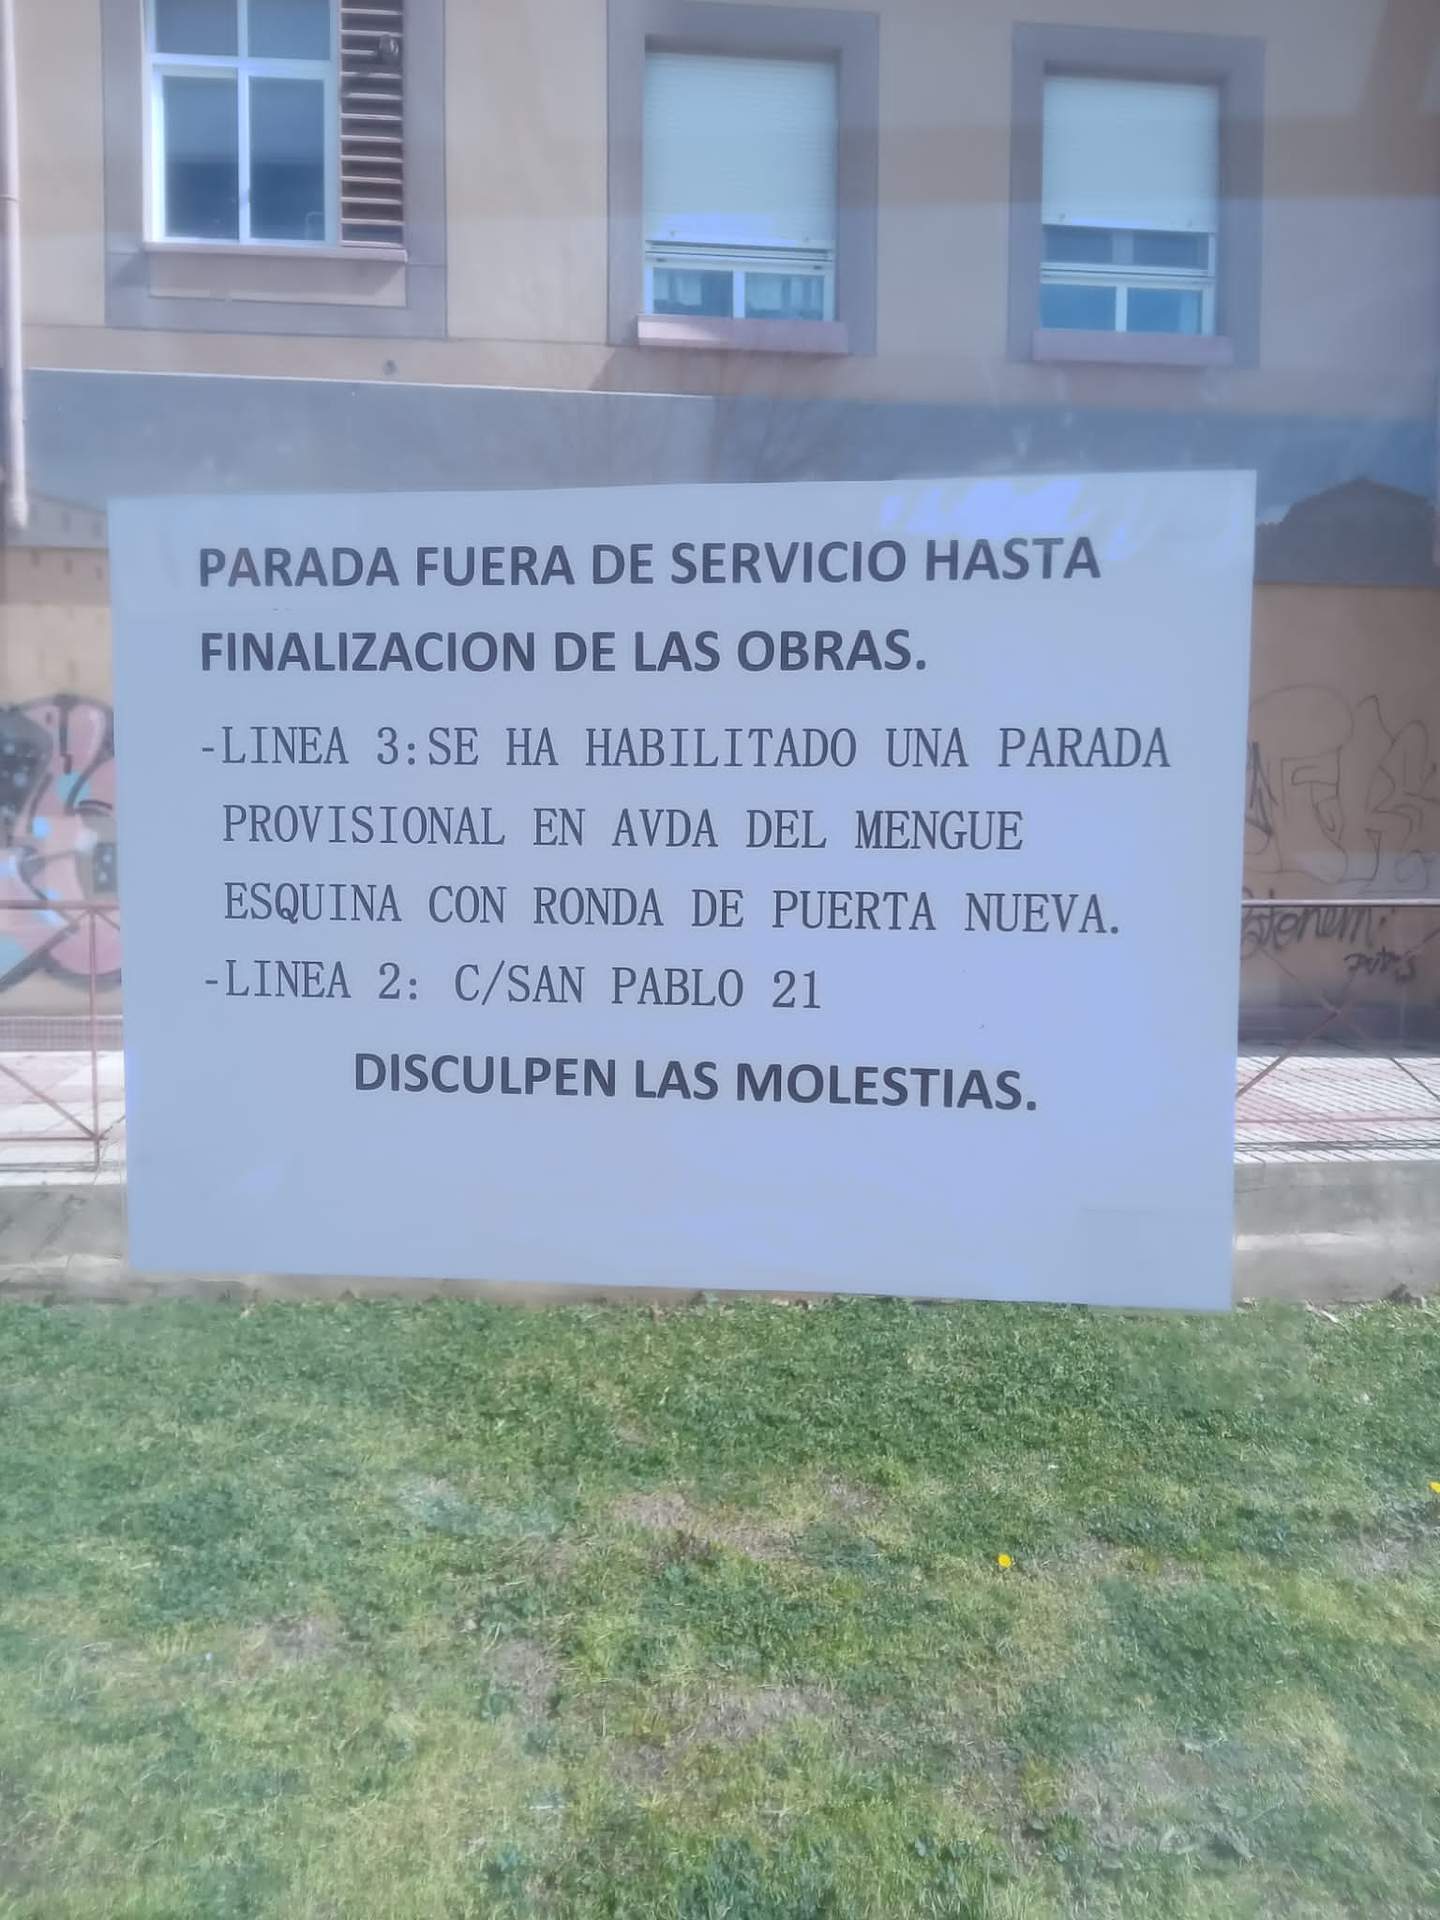 PARADA FUERA DE SERVICIO HASTA
FINALIZACION DE LAS OBRAS.
-LINEA 3:SE HA HABILITADO UNA PARADA
PROVISIONAL EN AVDA DEL MENGUE
ESQUINA CON RONDA DE PUERTA NUEVA.
-LINEA 2: C/SAN PABLO 21
DISCULPEN LAS MOLESTIAS.